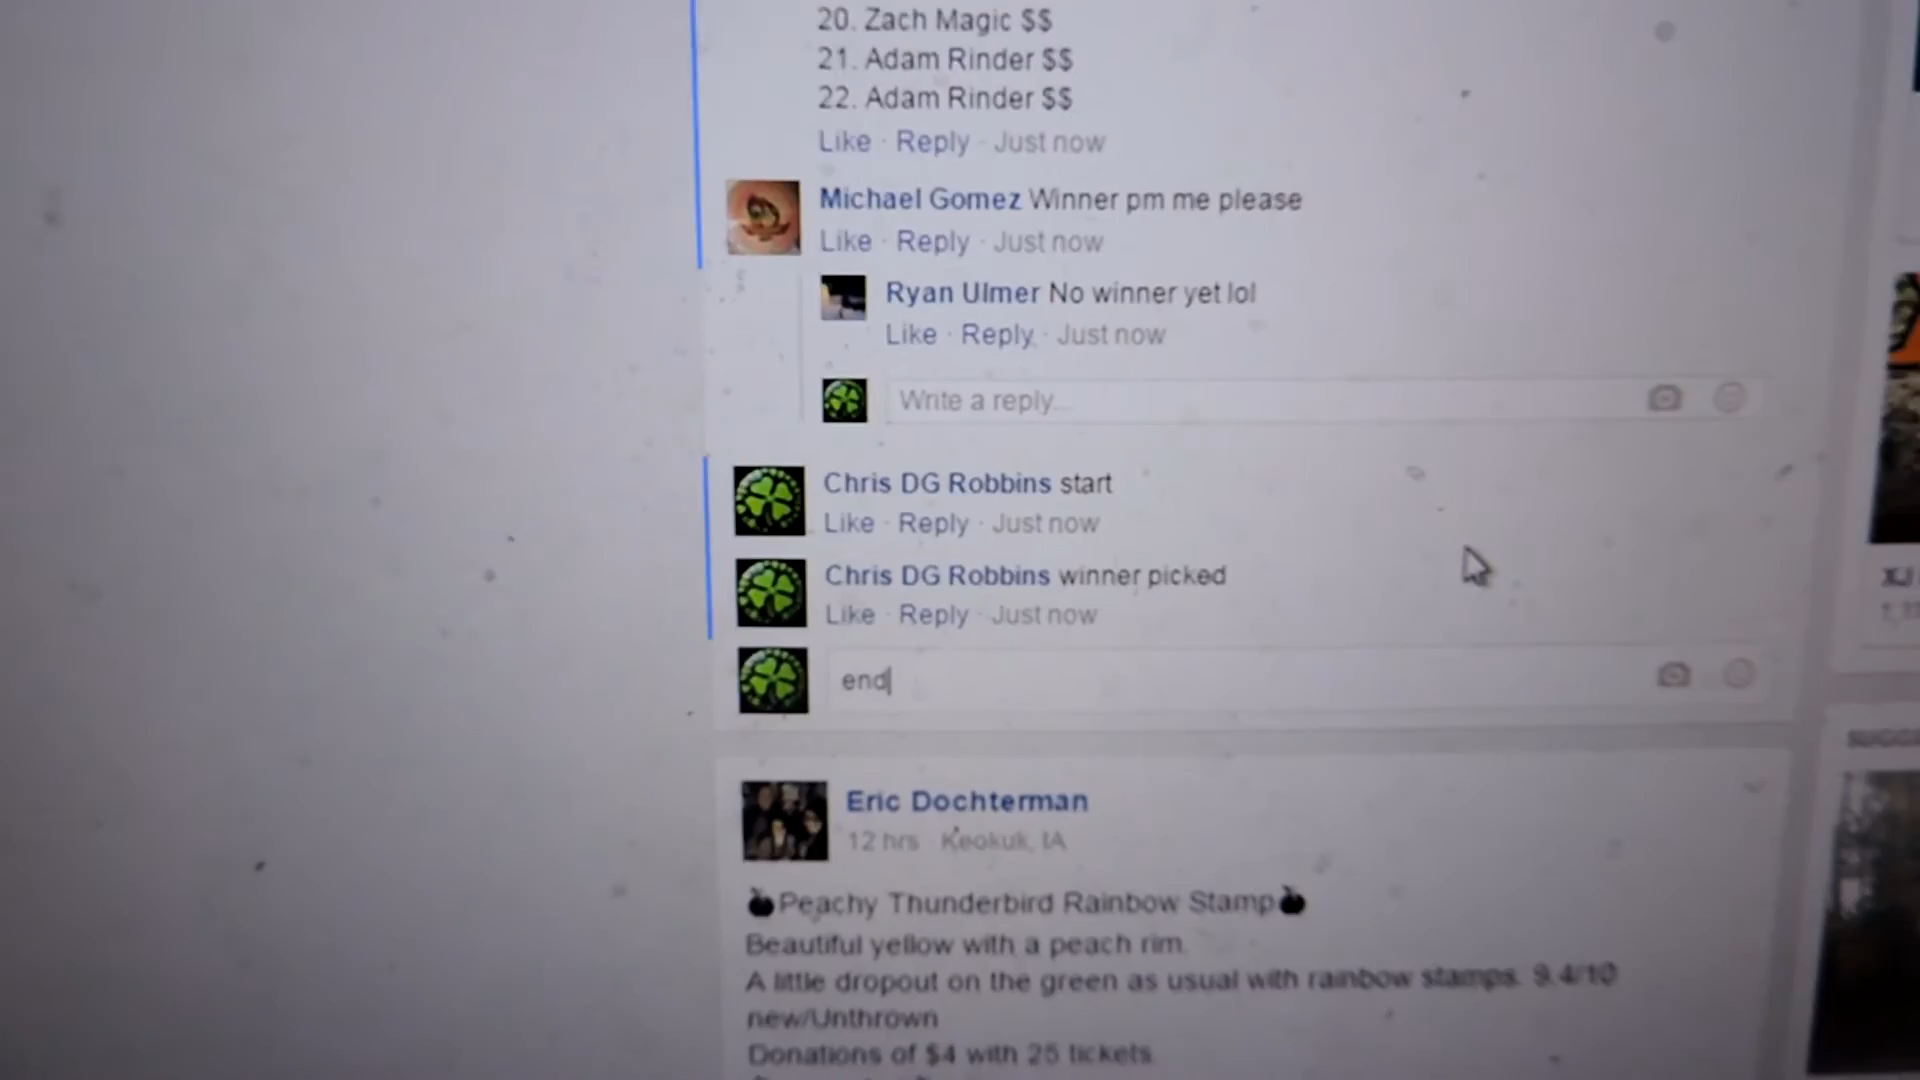 20. Zach Magic $$
21. Adam Rinder $$
22. Adam Rinder $$
Like · Reply · Just now
Michael Gomez Winner pm me please
Like · Reply · Just now
Ryan Ulmer No winner yet lol
Like · Reply · Just now
Write a reply...
Chris DG Robbins start
Like · Reply · Just now
Chris DG Robbins winner picked
Like · Reply · Just now
end
Eric Dochterman
12 hrs · Keokuk, IA
Peachy Thunderbird Rainbow Stamp
Beautiful yellow with a peach rim.
A little dropout on the green as usual with rainbow stamps. 9.4/10
new/Unthrown
Donations of $4 with 25 tickets
XJ